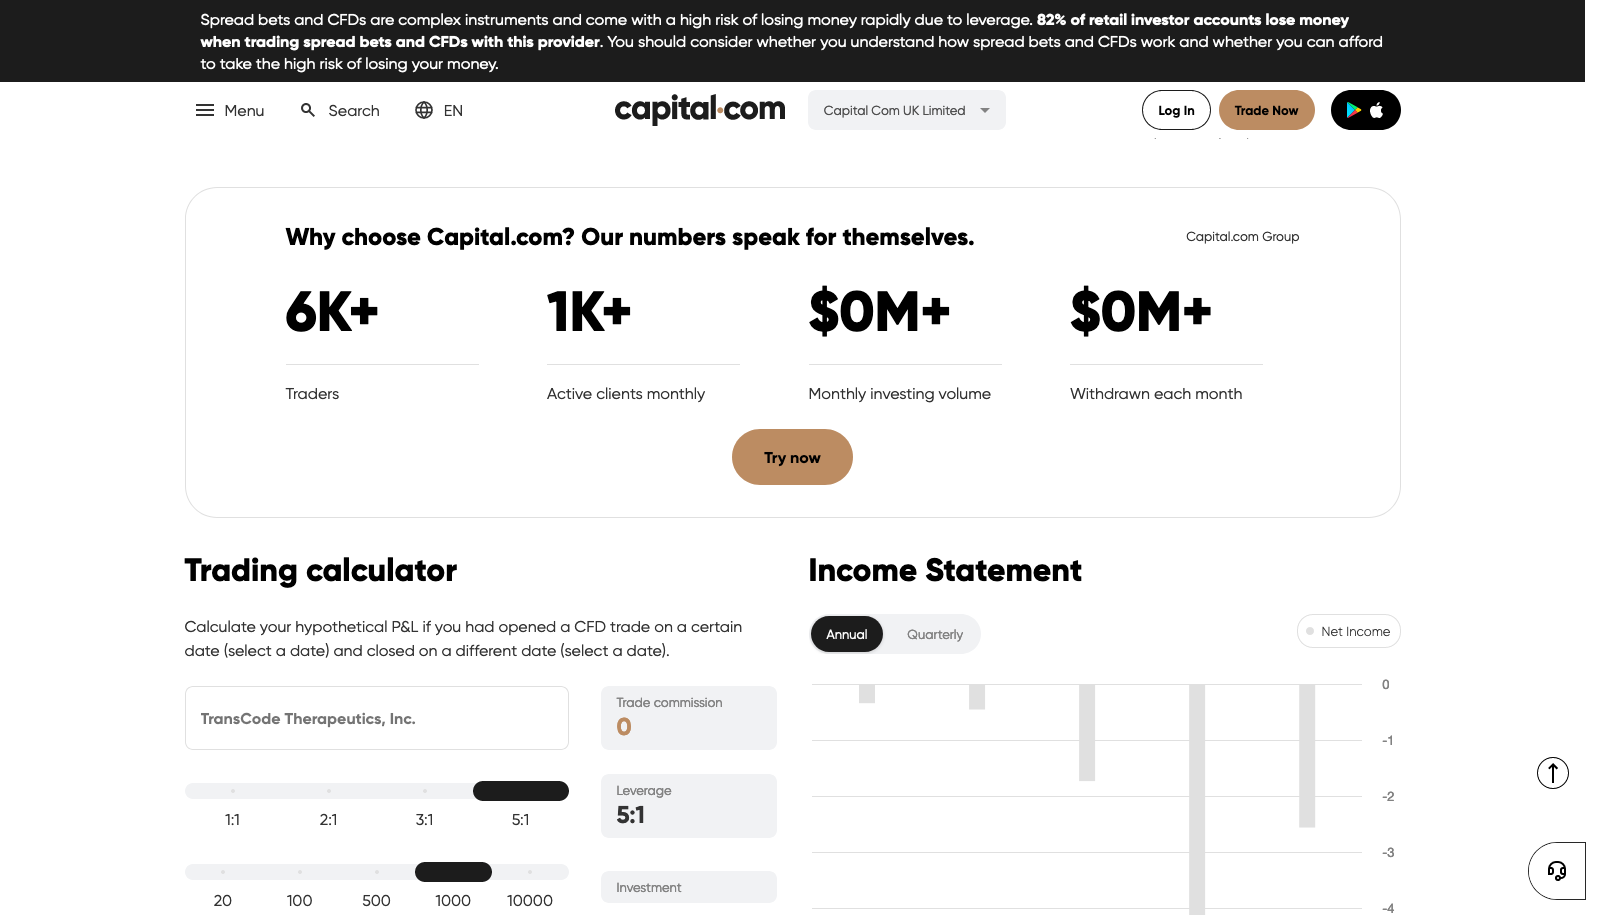 Spread bets and CFDs are complex instruments and come with a high risk of losing money rapidly due to leverage. 82% of retail investor accounts lose money
when trading spread bets and CFDs with this provider. You should consider whether you understand how spread bets and CFDs work and whether you can afford
to take the high risk of losing your money.
Menu
Search
EN
capital.com
Capital Com UK Limited
Log In
Trade Now
Why choose Capital.com? Our numbers speak for themselves.
Capital.com Group
6K+
1K+
$0M+
$0M+
Traders
Active clients monthly
Monthly investing volume
Withdrawn each month
Try now
Trading calculator
Calculate your hypothetical P&L if you had opened a CFD trade on a certain
date (select a date) and closed on a different date (select a date).
TransCode Therapeutics, Inc.
Trade commission
0
1:1
2:1
3:1
5:1
Leverage
5:1
20
100
500
1000
10000
Investment
Income Statement
Annual
Quarterly
Net Income
0
-1
-2
-3
-4